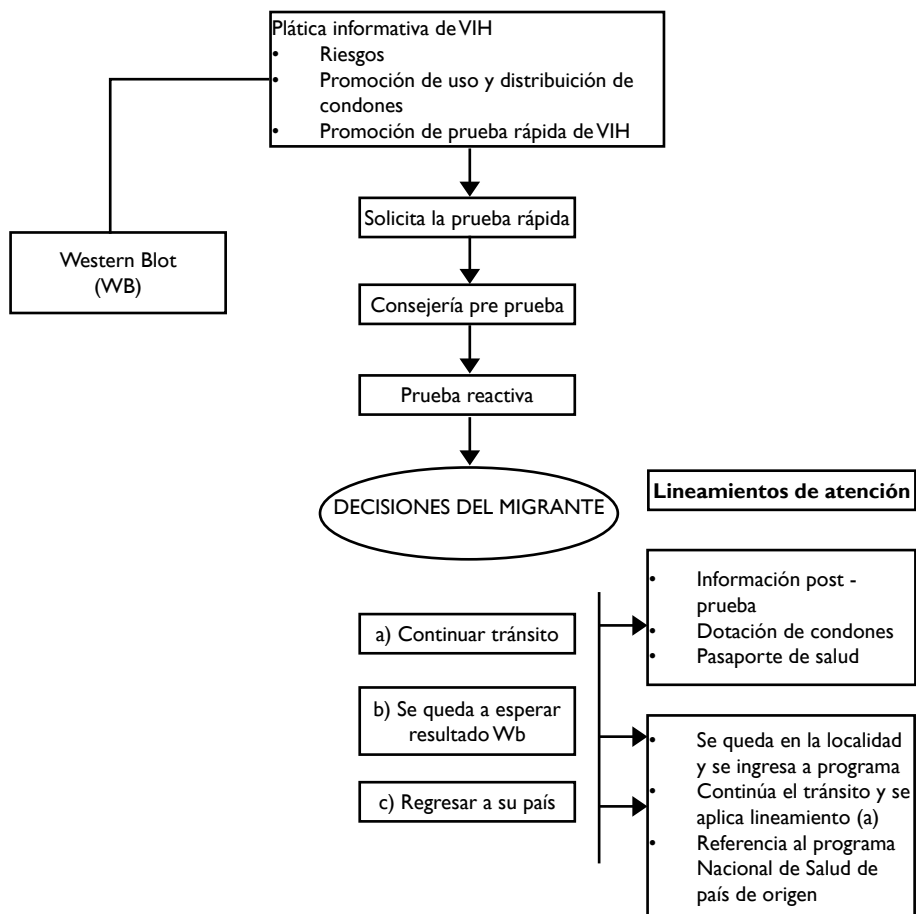 Plática informativa de VIH
• Riesgos
• Promoción de uso y distribuición de
condones
• Promoción de prueba rápida de VIH
Solicita la prueba rápida
Western Blot
(WB)
Consejería pre prueba
Prueba reactiva
DECISIONES DEL MIGRANTE
Lineamientos de atención
a) Continuar tránsito
b) Se queda a esperar
resultado Wb
c) Regresar a su país
• Información post -
prueba
• Dotación de condones
• Pasaporte de salud
• Se queda en la localidad
y se ingresa a programa
• Continúa el tránsito y se
aplica lineamiento (a)
• Referencia al programa
Nacional de Salud de
país de origen